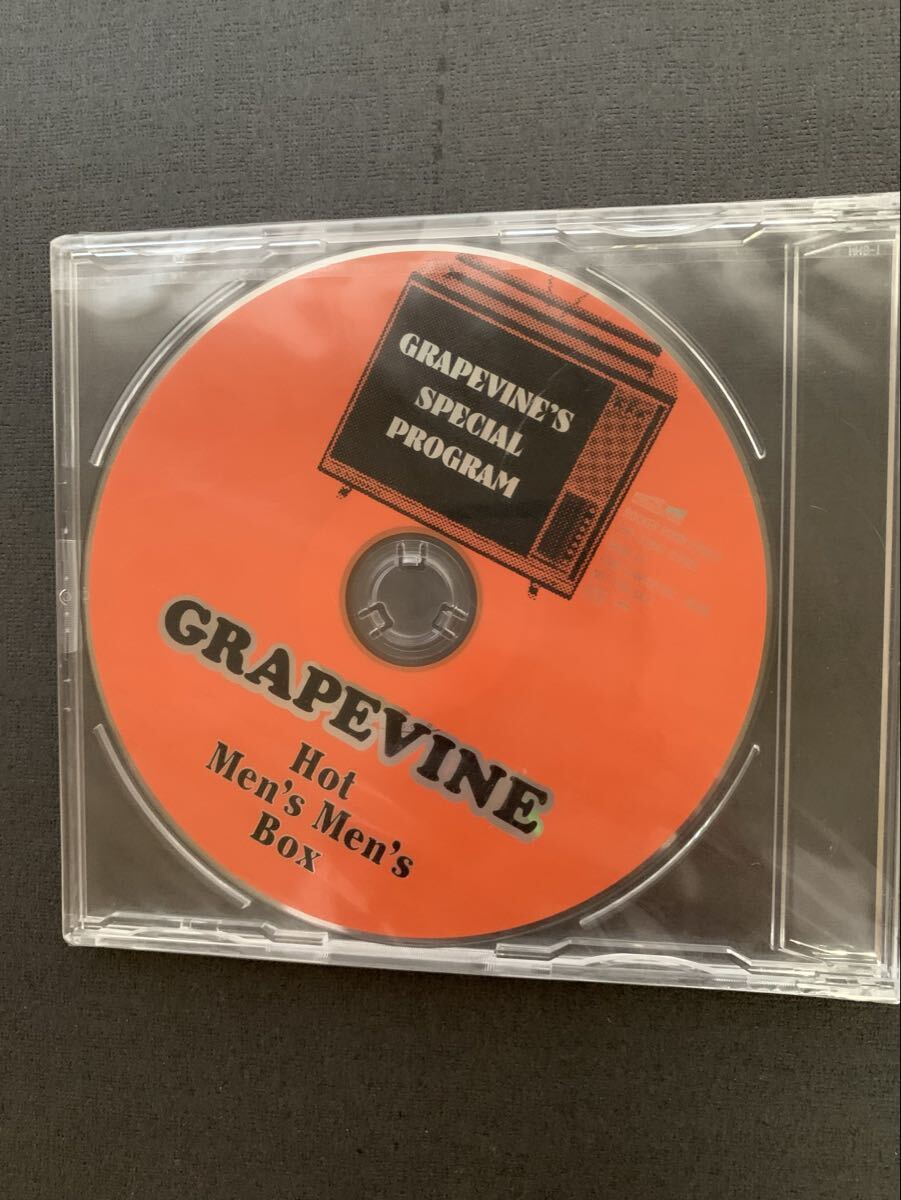 GRAPEVINE'S
SPECIAL
PROGRAM
GRAPEVINE
Hot
Men's Men's
Box